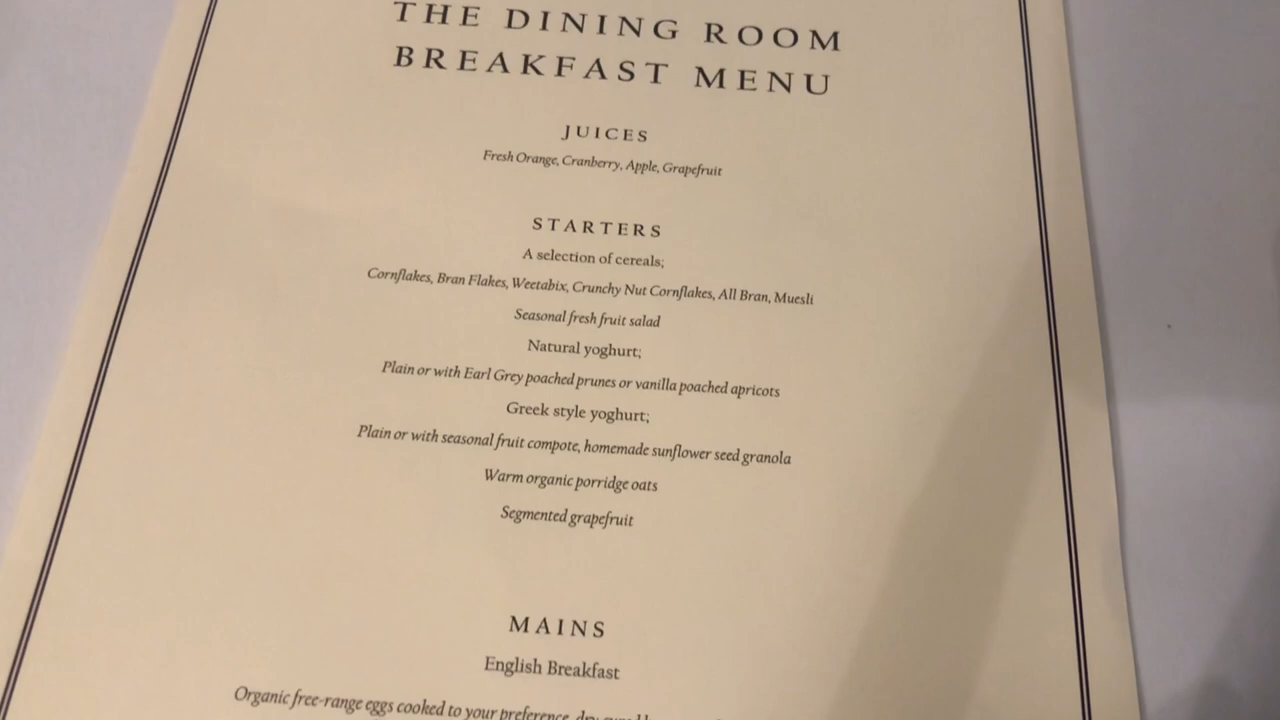 THE DINING ROOM
BREAKFAST MENU
JUICES
Fresh Orange, Cranberry, Apple, Grapefruit
STARTERS
A selection of cereals;
Cornflakes, Bran Flakes, Weetabix, Crunchy Nut Cornflakes, All Bran, Muesli
Seasonal fresh fruit salad
Natural yoghurt;
Plain or with Earl Grey poached prunes or vanilla poached apricots
Greek style yoghurt;
Plain or with seasonal fruit compote, homemade sunflower seed granola
Warm organic porridge oats
Segmented grapefruit
MAINS
English Breakfast
Organic free-range eggs cooked to your preference,